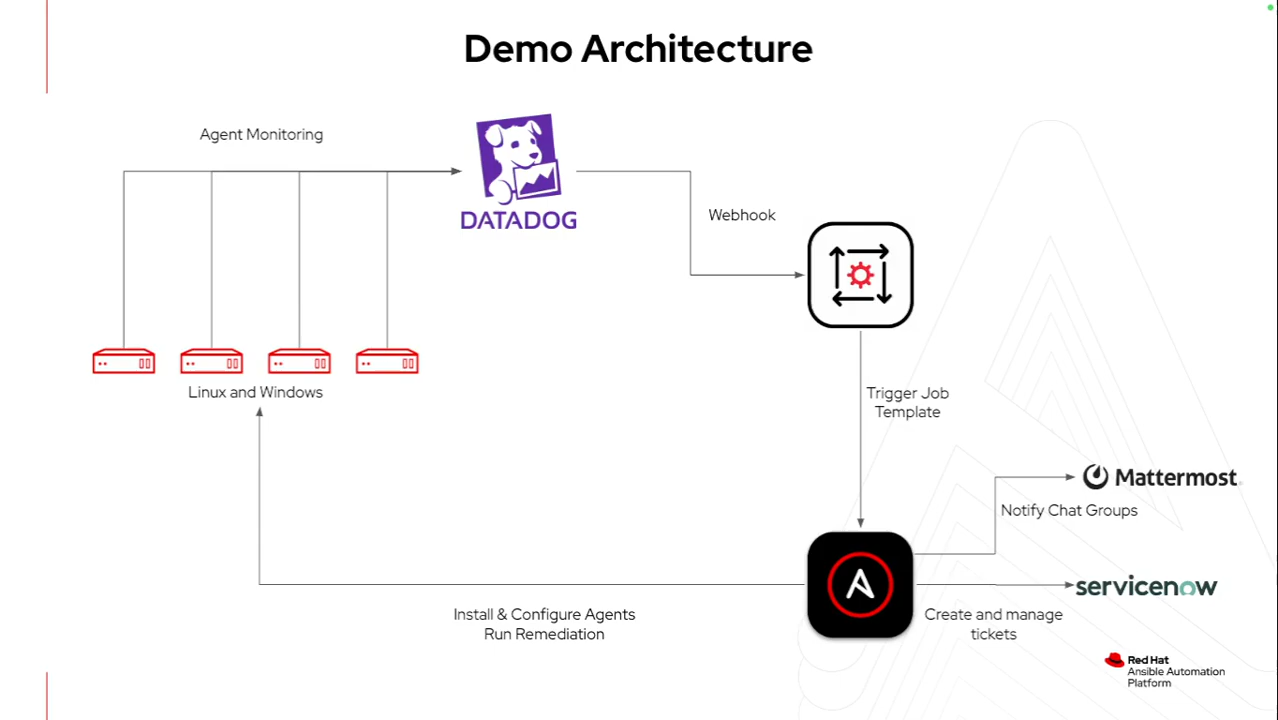 Demo Architecture
Agent Monitoring
DATADOG
Webhook
Linux and Windows
Trigger Job
Template
Mattermost
Notify Chat Groups
servicenow
Install & Configure Agents
Run Remediation
Create and manage
tickets
Red Hat
Ansible Automation
Platform